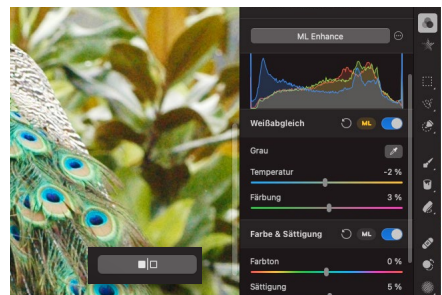 ML Enhance
Weißabgleich ML
Grau
Temperatur -2 %
Färbung 3 %
Farbe & Sättigung ML
Farbton 0 %
Sättigung 5 %